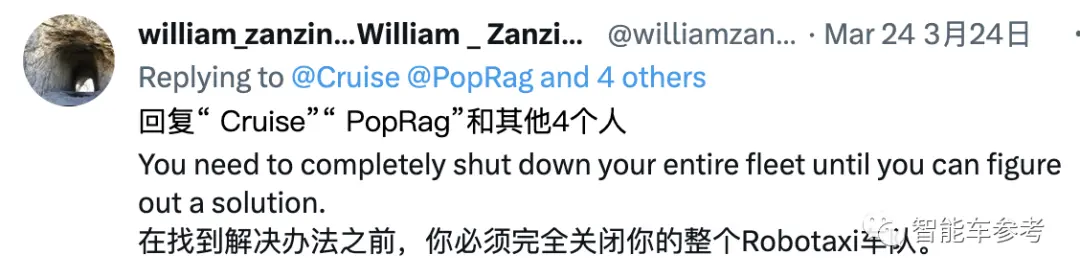 william_zanzin...William _ Zanzi... @williamzan... · Mar 24 3月24日
Replying to @Cruise @PopRag and 4 others
回复“ Cruise”“ PopRag”和其他4个人
You need to completely shut down your entire fleet until you can figure
out a solution.
在找到解决办法之前，你必须完全关闭你的整个Robotaxi车队。
智能车参考